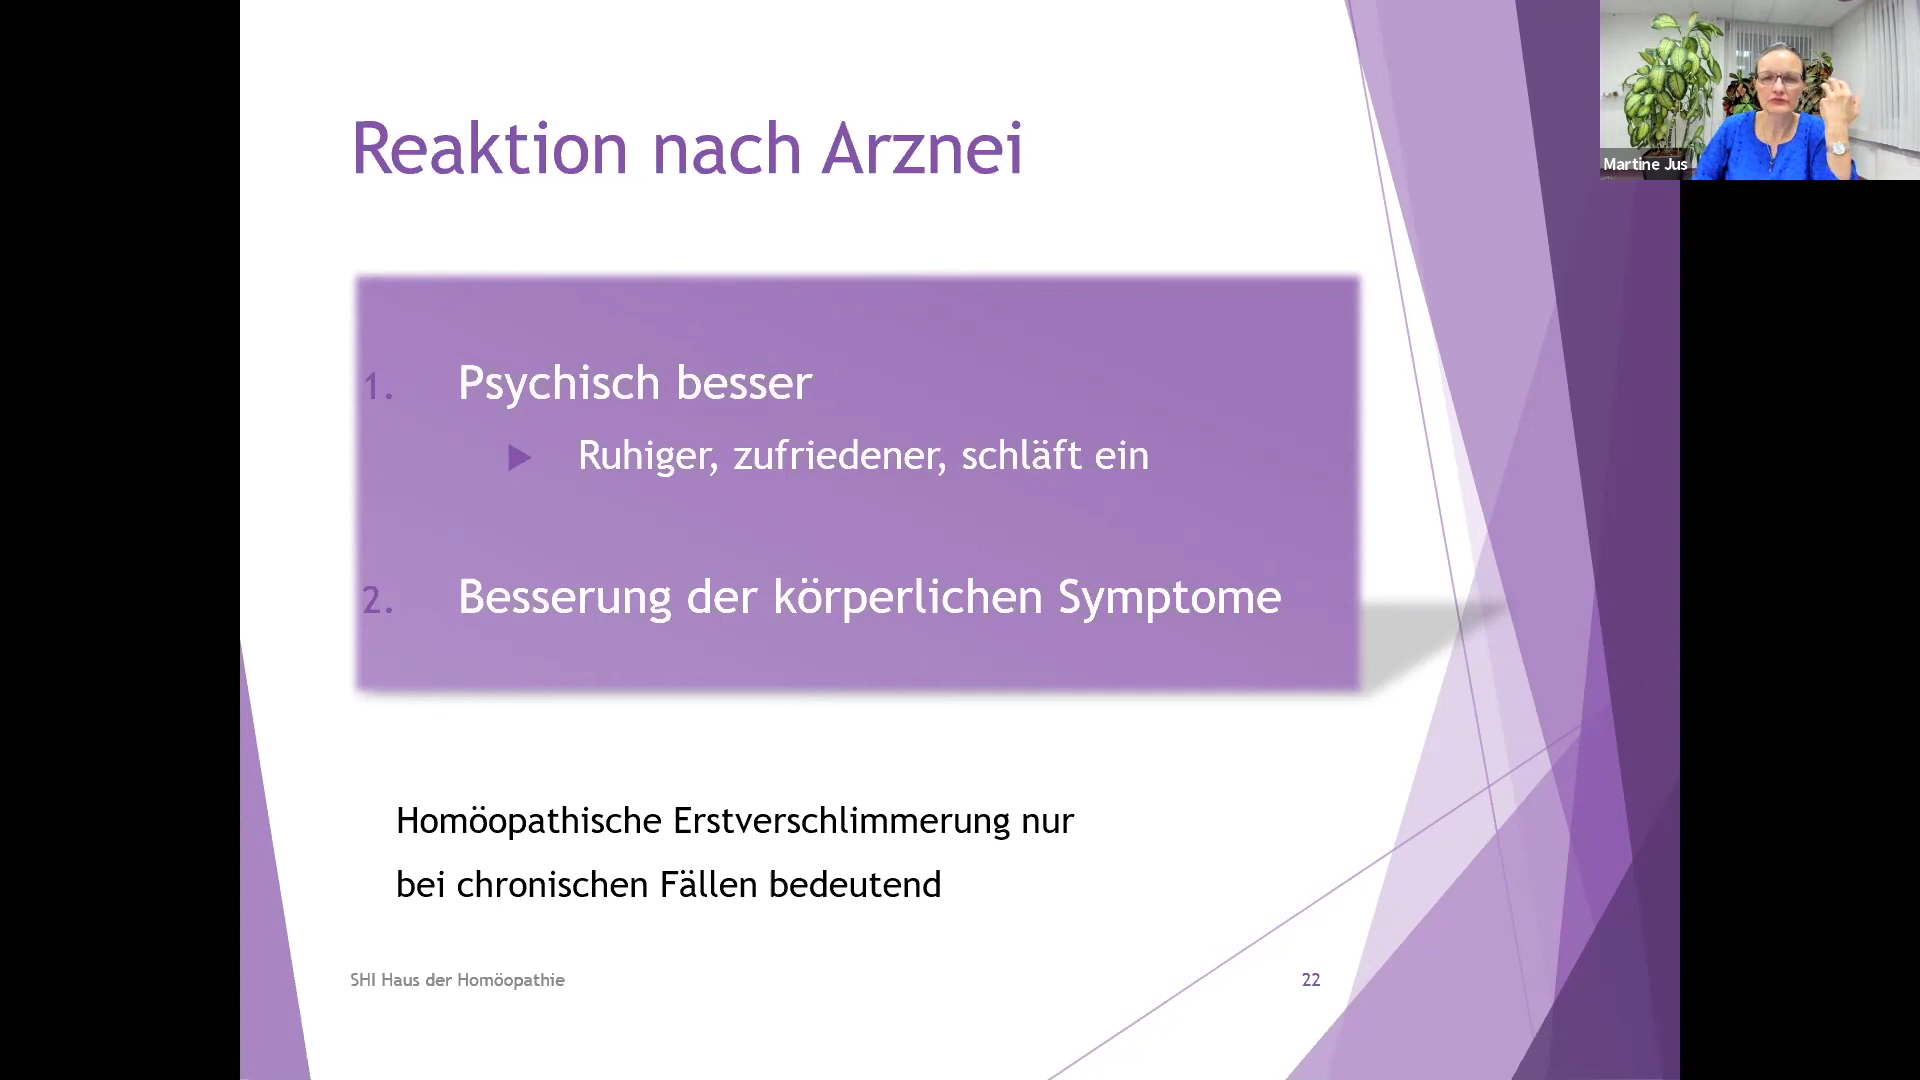 Reaktion nach Arznei
1. Psychisch besser
Ruhiger, zufriedener, schläft ein
2. Besserung der körperlichen Symptome
Homöopathische Erstverschlimmerung nur
bei chronischen Fällen bedeutend
SHI Haus der Homöopathie
22
Martine Jus